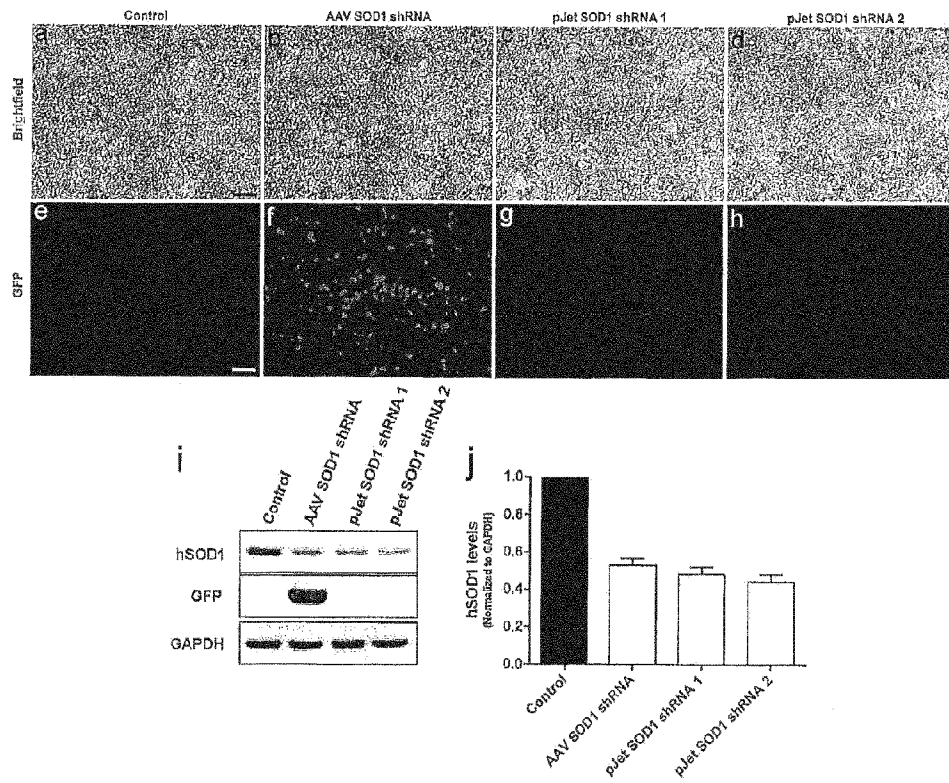 Control AAV SOD1 shRNA pJet SOD1 shRNA 1 pJet SOD1 shRNA 2
Brightfield
a b c d
GFP
e f g h
i
Control AAV SOD1 shRNA pJet SOD1 shRNA 1 pJet SOD1 shRNA 2
hSOD1
GFP
GAPDH
j
hSOD1 levels
(Normalized to GAPDH)
1.0
0.8
0.6
0.4
0.2
0.0
Control AAV SOD1 shRNA pJet SOD1 shRNA 1 pJet SOD1 shRNA 2